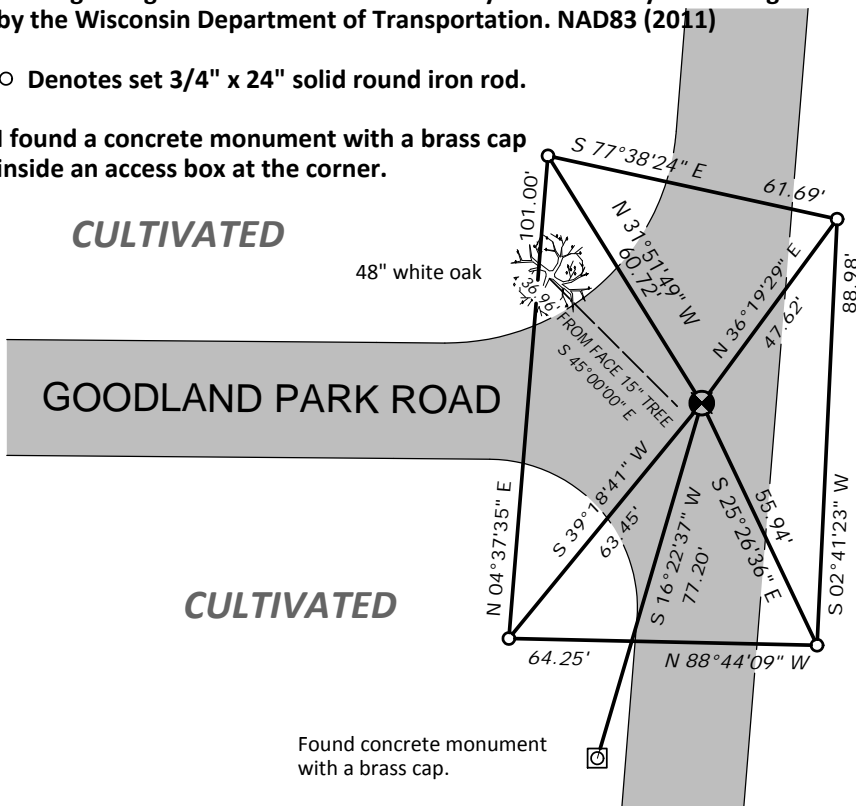 by the Wisconsin Department of Transportation. NAD83 (2011)
Denotes set 3/4" x 24" solid round iron rod.
I found a concrete monument with a brass cap
inside an access box at the corner.
S 77°38'24" E
61.69'
101.00'
CULTIVATED
48" white oak
N 31°51'49" W
60.72'
N 36°19'29" E
47.62'
88.98'
36.96' FROM FACE 15" TREE
S 45°00'00" E
GOODLAND PARK ROAD
S 39°18'41" W
63.45'
S 16°22'37" W
77.20'
55.94'
S 25°26'36" E
N 04°37'35" E
S 02°41'23" W
CULTIVATED
64.25'
N 88°44'09" W
Found concrete monument
with a brass cap.